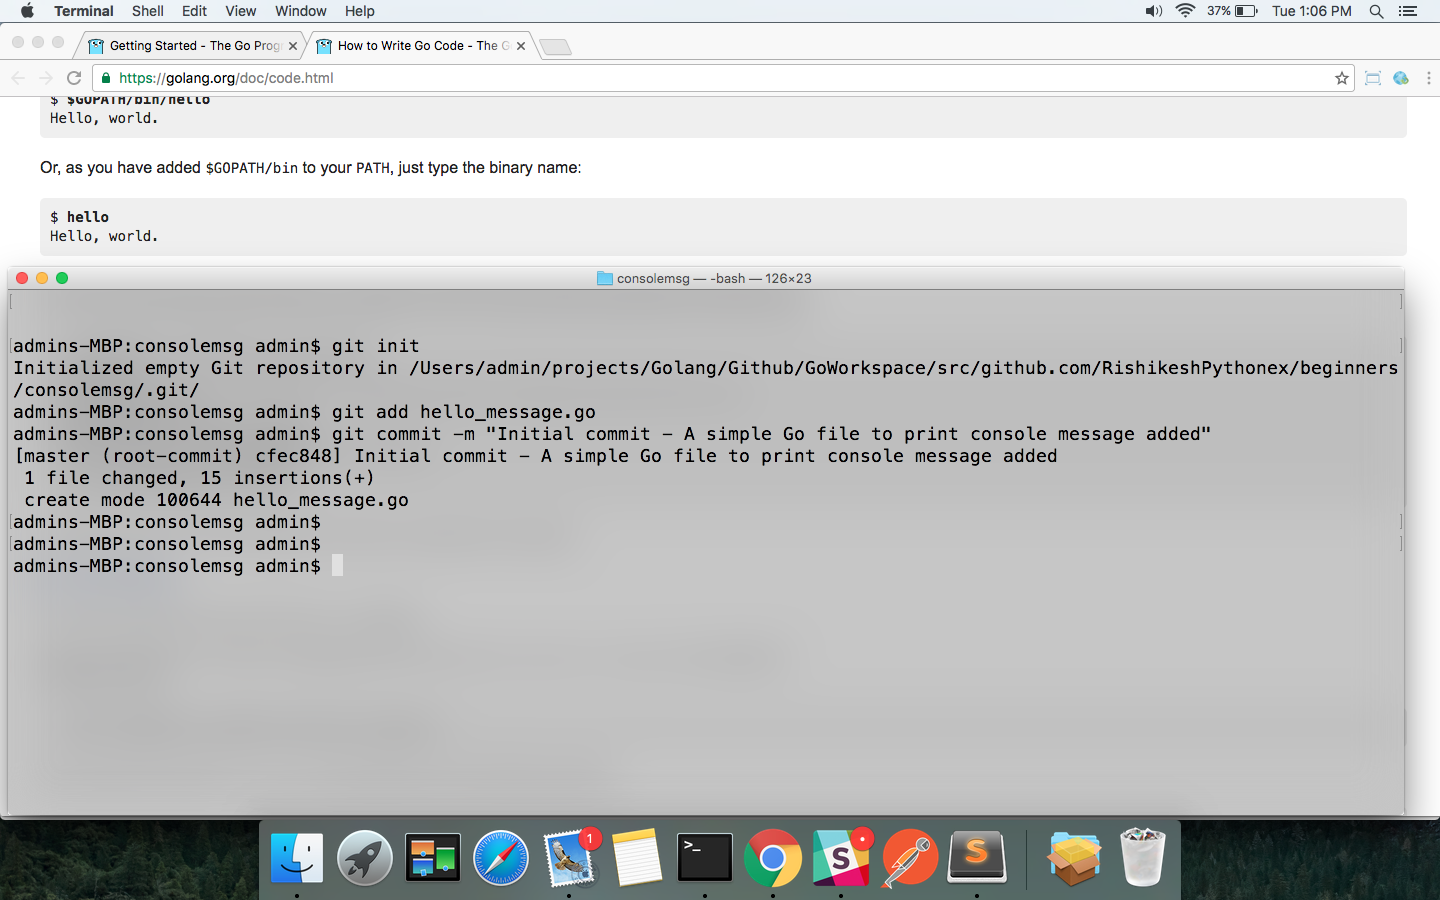 Terminal Shell Edit View Window Help 37% Tue 1:06 PM
Getting Started - The Go Prog How to Write Go Code - The G
https://golang.org/doc/code.html
$ $GOPATH/bin/hello
Hello, world.
Or, as you have added $GOPATH/bin to your PATH, just type the binary name:
$ hello
Hello, world.
consolemsg — -bash — 126×23
admins-MBP:consolemsg admin$ git init
Initialized empty Git repository in /Users/admin/projects/Golang/Github/GoWorkspace/src/github.com/RishikeshPythonex/beginners
/consolemsg/.git/
admins-MBP:consolemsg admin$ git add hello_message.go
admins-MBP:consolemsg admin$ git commit -m "Initial commit - A simple Go file to print console message added"
[master (root-commit) cfec848] Initial commit - A simple Go file to print console message added
1 file changed, 15 insertions(+)
create mode 100644 hello_message.go
admins-MBP:consolemsg admin$
admins-MBP:consolemsg admin$
admins-MBP:consolemsg admin$
1
>_
S
S